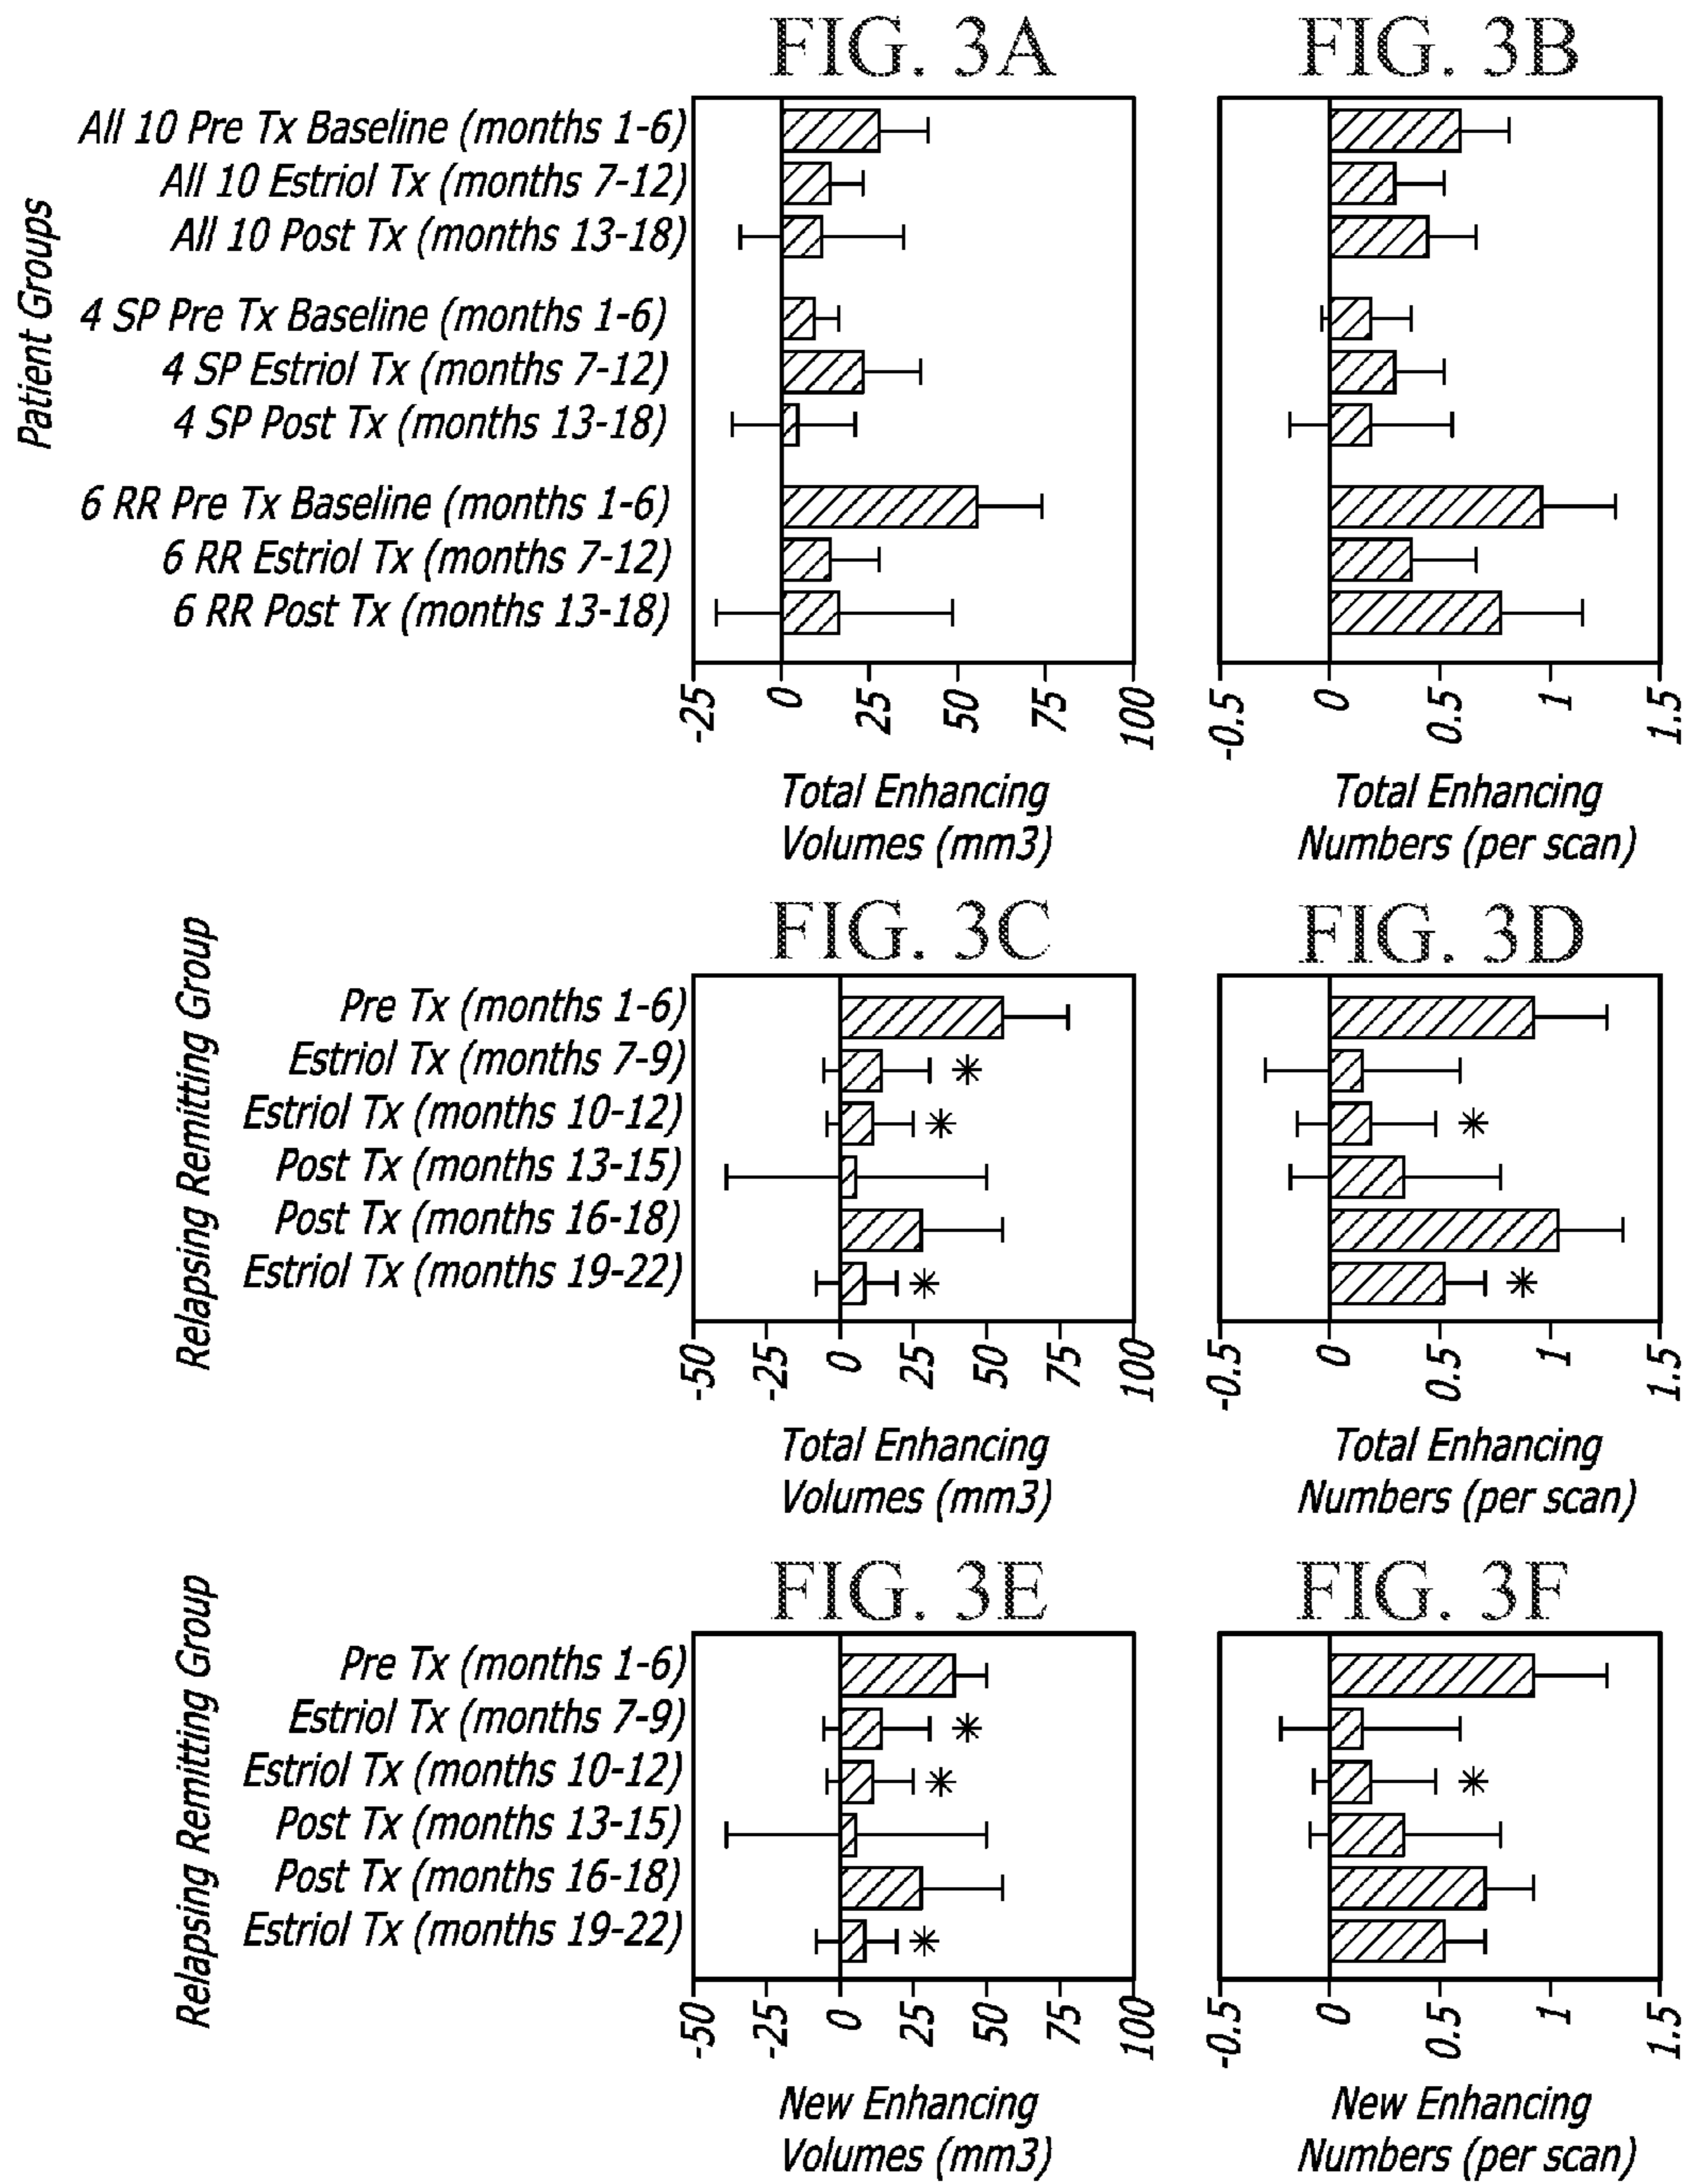 FIG. 3A
FIG. 3B
Patient Groups
All 10 Pre Tx Baseline (months 1-6)
All 10 Estriol Tx (months 7-12)
All 10 Post Tx (months 13-18)
4 SP Pre Tx Baseline (months 1-6)
4 SP Estriol Tx (months 7-12)
4 SP Post Tx (months 13-18)
6 RR Pre Tx Baseline (months 1-6)
6 RR Estriol Tx (months 7-12)
6 RR Post Tx (months 13-18)
-25 0 25 50 75 100
-0.5 0 0.5 1 1.5
Total Enhancing
Volumes (mm3)
Total Enhancing
Numbers (per scan)
FIG. 3C
FIG. 3D
Relapsing Remitting Group
Pre Tx (months 1-6)
Estriol Tx (months 7-9)
Estriol Tx (months 10-12)
Post Tx (months 13-15)
Post Tx (months 16-18)
Estriol Tx (months 19-22)
-50 -25 0 25 50 75 100
-0.5 0 0.5 1 1.5
Total Enhancing
Volumes (mm3)
Total Enhancing
Numbers (per scan)
FIG. 3E
FIG. 3F
Relapsing Remitting Group
Pre Tx (months 1-6)
Estriol Tx (months 7-9)
Estriol Tx (months 10-12)
Post Tx (months 13-15)
Post Tx (months 16-18)
Estriol Tx (months 19-22)
-50 -25 0 25 50 75 100
-0.5 0 0.5 1 1.5
New Enhancing
Volumes (mm3)
New Enhancing
Numbers (per scan)